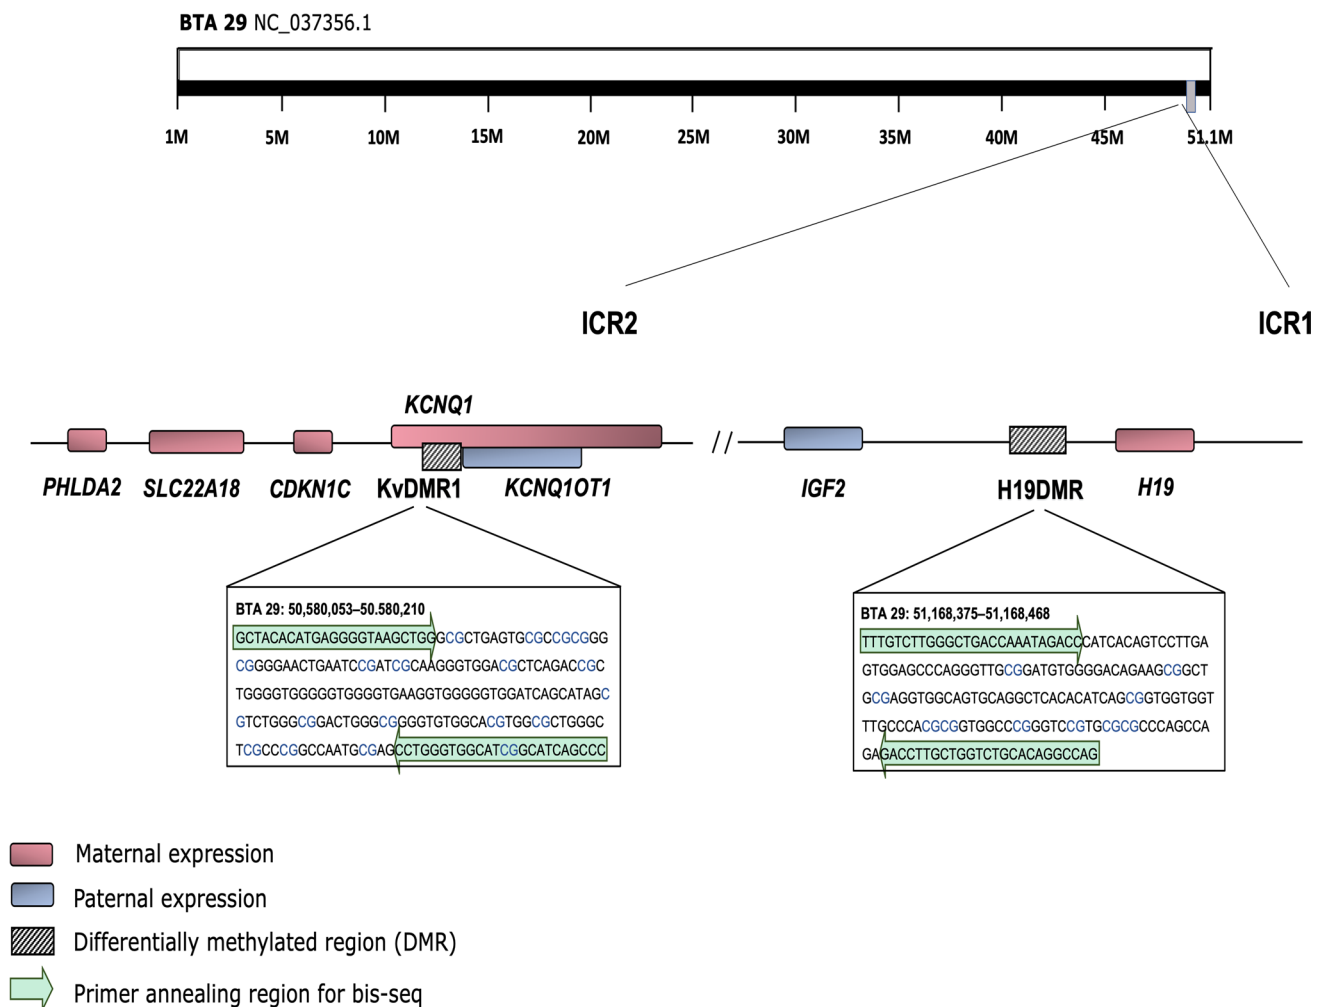 BTA 29 NC_037356.1
1M 5M 10M 15M 20M 25M 30M 35M 40M 45M 51.1M
ICR2 ICR1
KCNQ1
//
PHLDA2 SLC22A18 CDKN1C KvDMR1 KCNQ1OT1 IGF2 H19DMR H19
BTA 29: 50,580,053–50.580,210
GCTACACATGAGGGGTAAGCTGGGCGCTGAGTGCGCCGCGGG
CGGGGAACTGAATCCGATCGCAAGGGTGGACGCTCAGACCGC
TGGGGTGGGGGTGGGGTGAAGGTGGGGGTGGATCAGCATAGC
GTCTGGGCGGACTGGGCGGGGTGTGGCACGTGGCGCTGGGC
TCGCCCGGCCAATGCGAGCCTGGGTGGCATCGGCATCAGCCC
BTA 29: 51,168,375–51,168,468
TTTGTCTTGGGCTGACCAAATAGACCCATCACAGTCCTTGA
GTGGAGCCCAGGGTTGCGGATGTGGGGACAGAAGCGGCT
GCGAGGTGGCAGTGCAGGCTCACACATCAGCGGTGGTGGT
TTGCCCACGCGGTGGCCCGGGTCCGTGCGCGCCCAGCCA
GAGACCTTGCTGGTCTGCACAGGCCAG
Maternal expression
Paternal expression
Differentially methylated region (DMR)
Primer annealing region for bis-seq